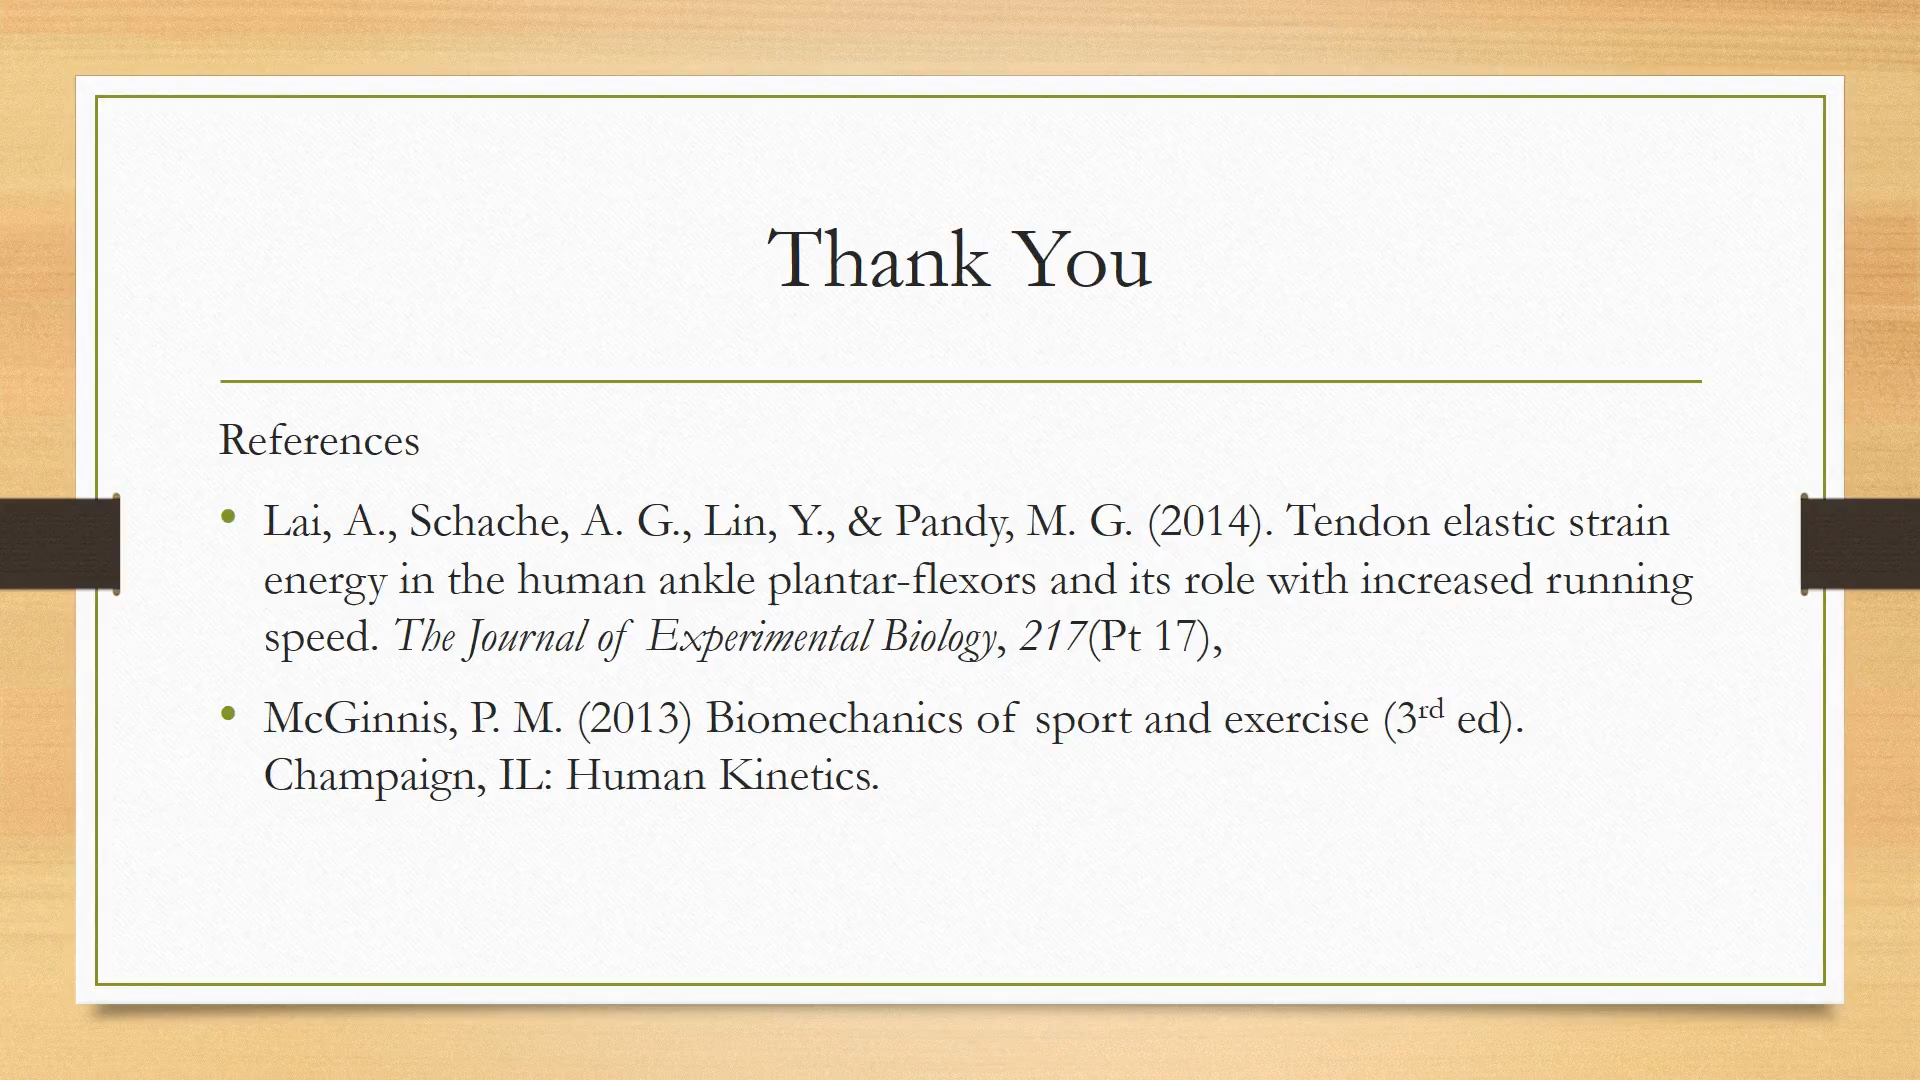 Thank You
References
• Lai, A., Schache, A. G., Lin, Y., & Pandy, M. G. (2014). Tendon elastic strain
energy in the human ankle plantar-flexors and its role with increased running
speed. The Journal of Experimental Biology, 217(Pt 17),
• McGinnis, P. M. (2013) Biomechanics of sport and exercise (3rd ed).
Champaign, IL: Human Kinetics.